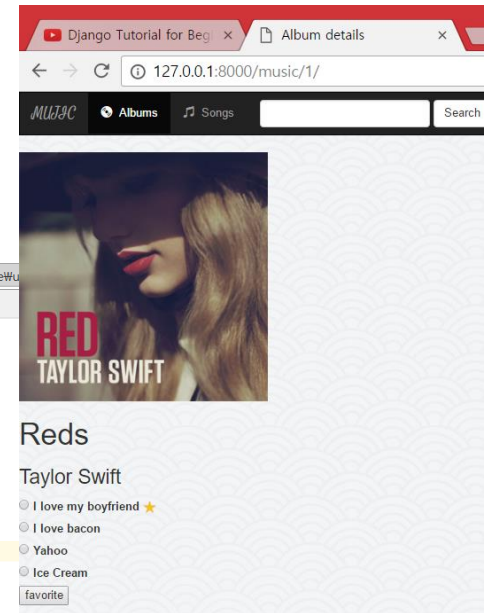 Django Tutorial for Beg
Album details
127.0.0.1:8000/music/1/
MUSIC
Albums
Songs
Search
e₩u
RED
TAYLOR SWIFT
Reds
Taylor Swift
I love my boyfriend
I love bacon
Yahoo
Ice Cream
favorite